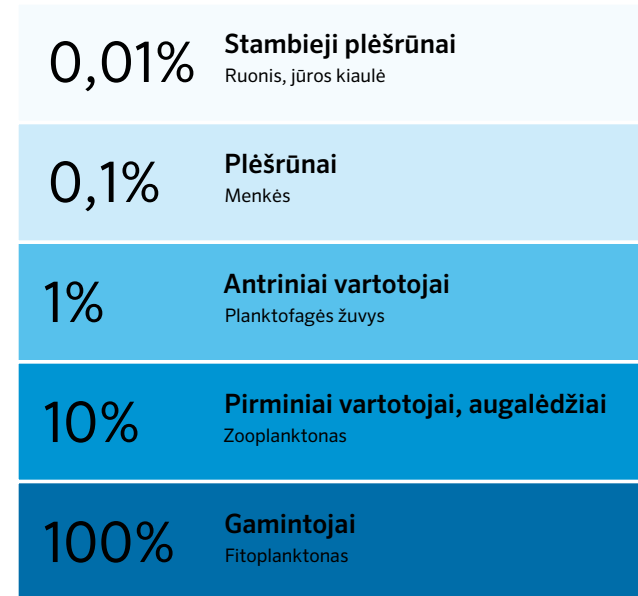 0,01%
Stambieji plėšrūnai
Ruonis, jūros kiaulė
0,1%
Plėšrūnai
Menkės
1%
Antriniai vartotojai
Planktofagės žuvys
10%
Pirminiai vartotojai, augalėdžiai
Zooplanktonas
100%
Gamintojai
Fitoplanktonas